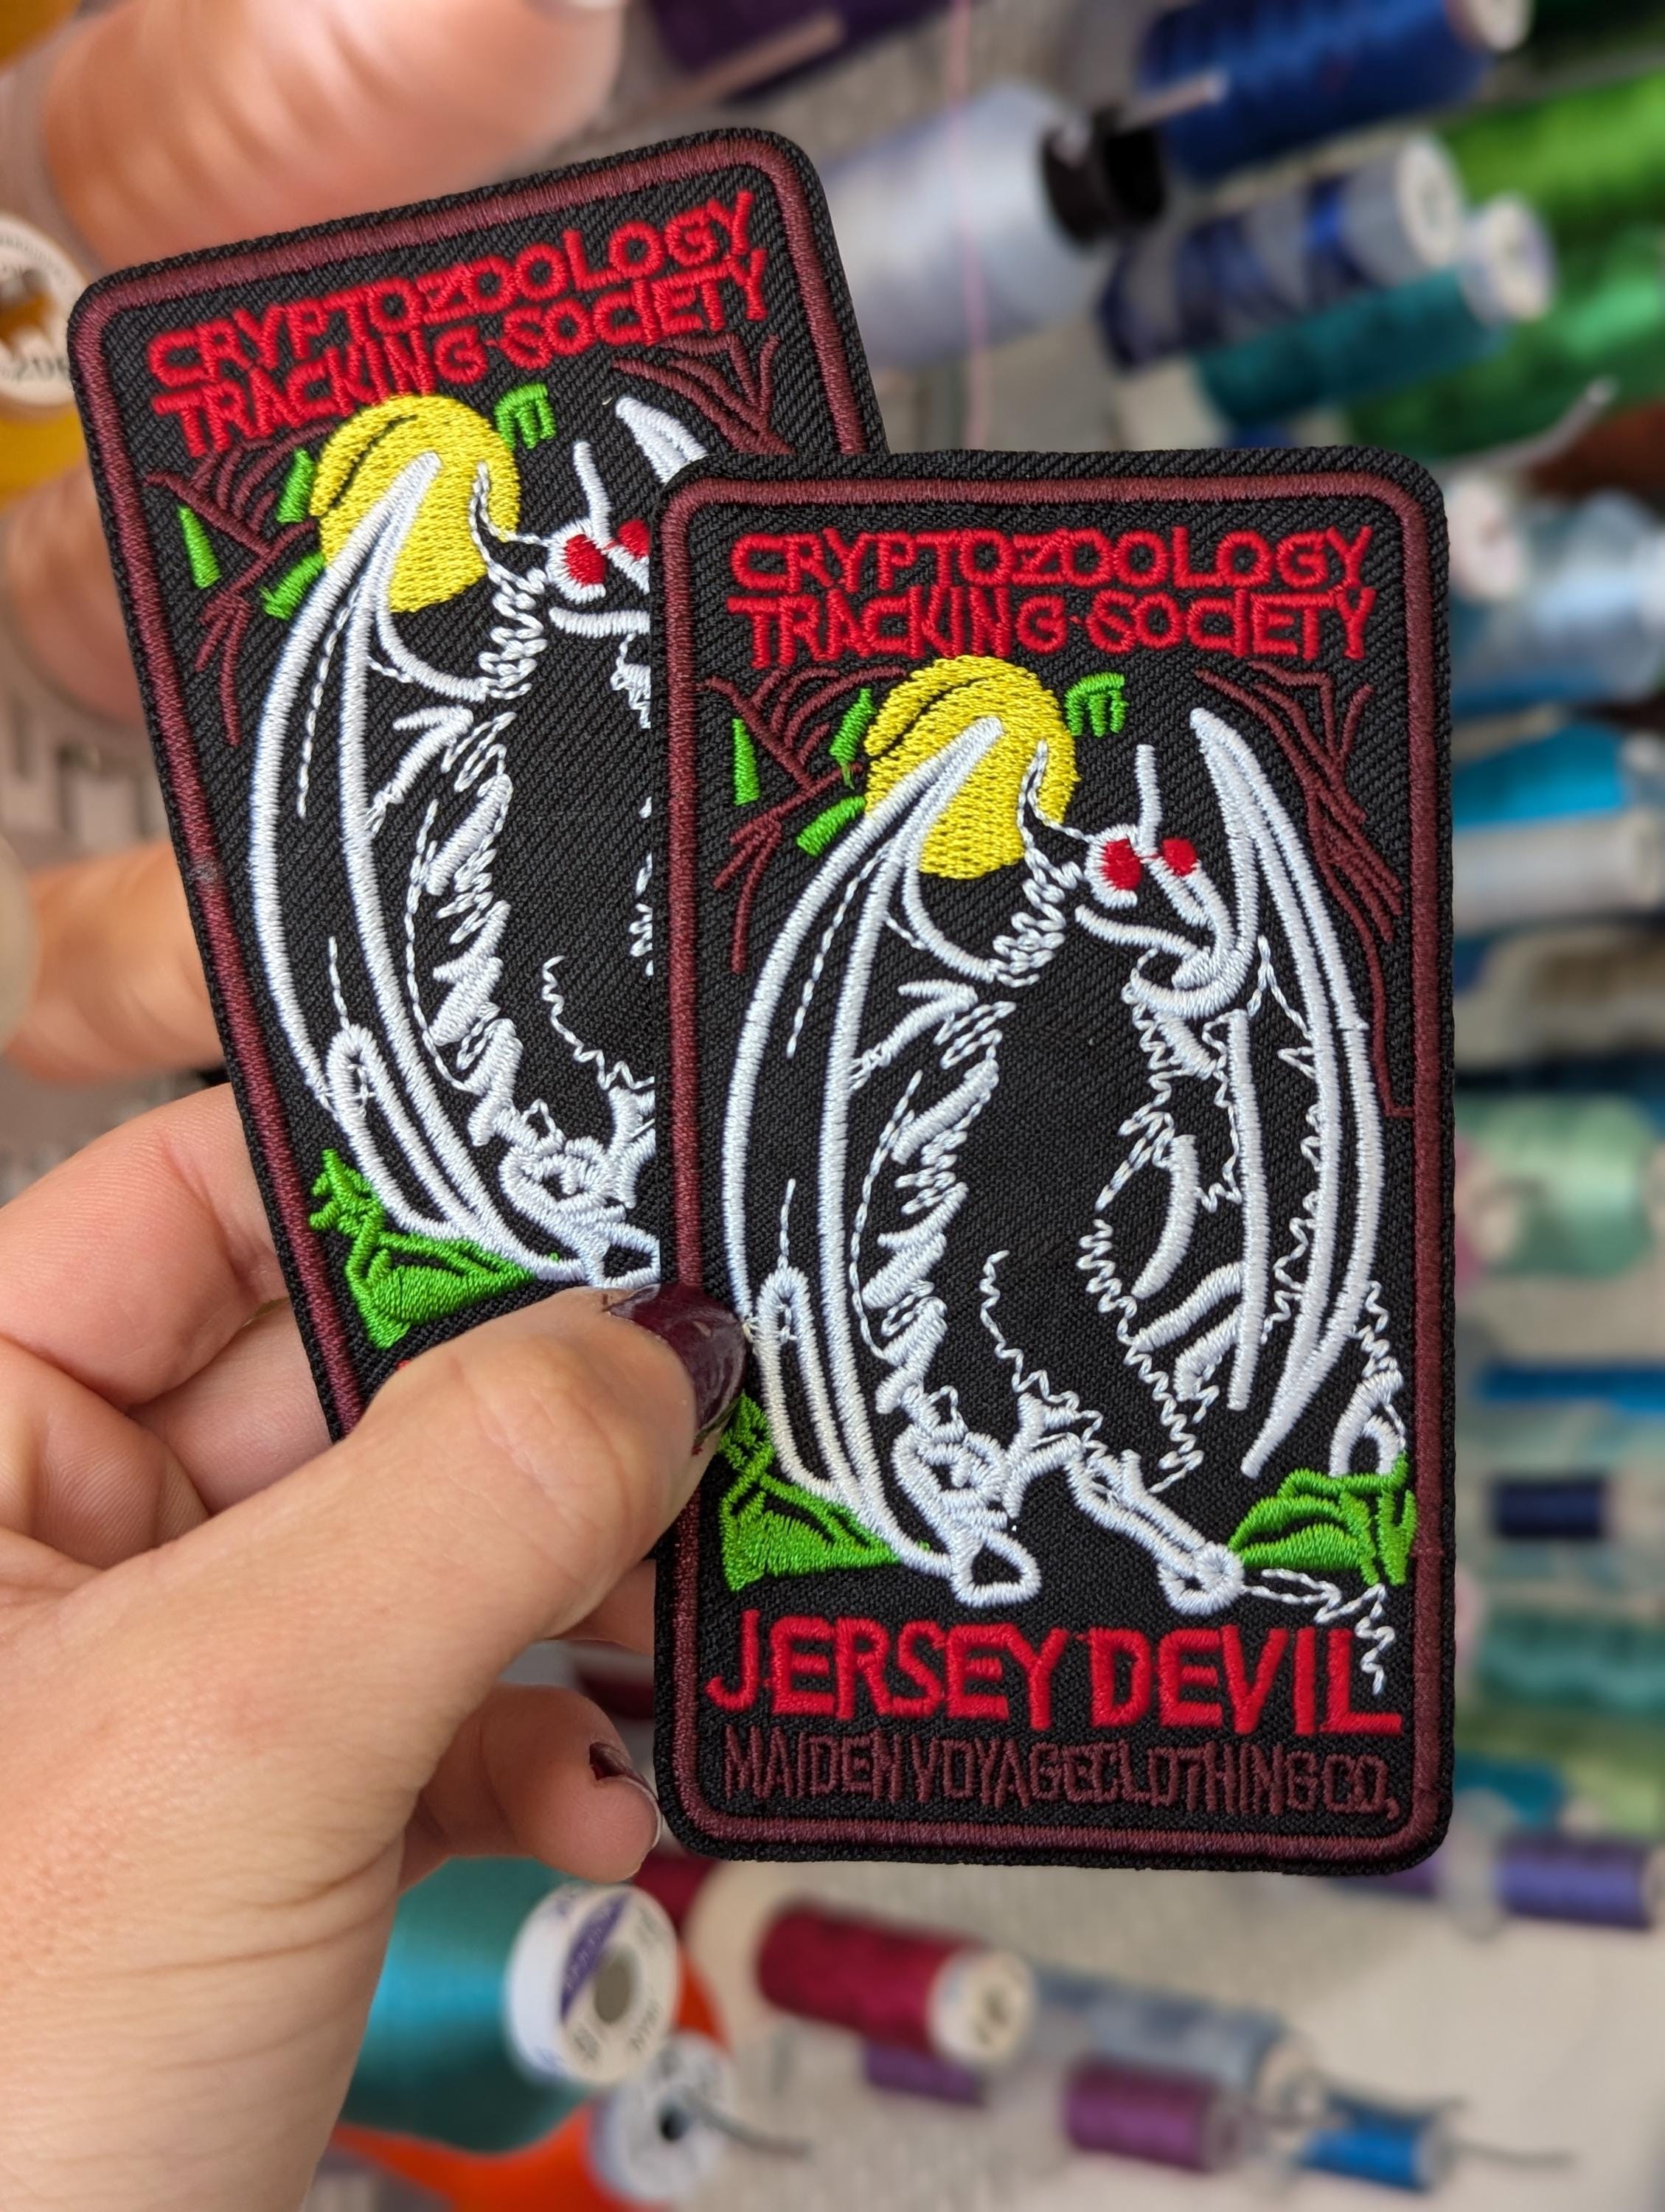 CRYPTOZOOLOGY
TRACKING SOCIETY
CRYPTOZOOLOGY
TRACKING SOCIETY
JERSEY DEVIL
MAIDEN VOYAGE CLOTHING CO,